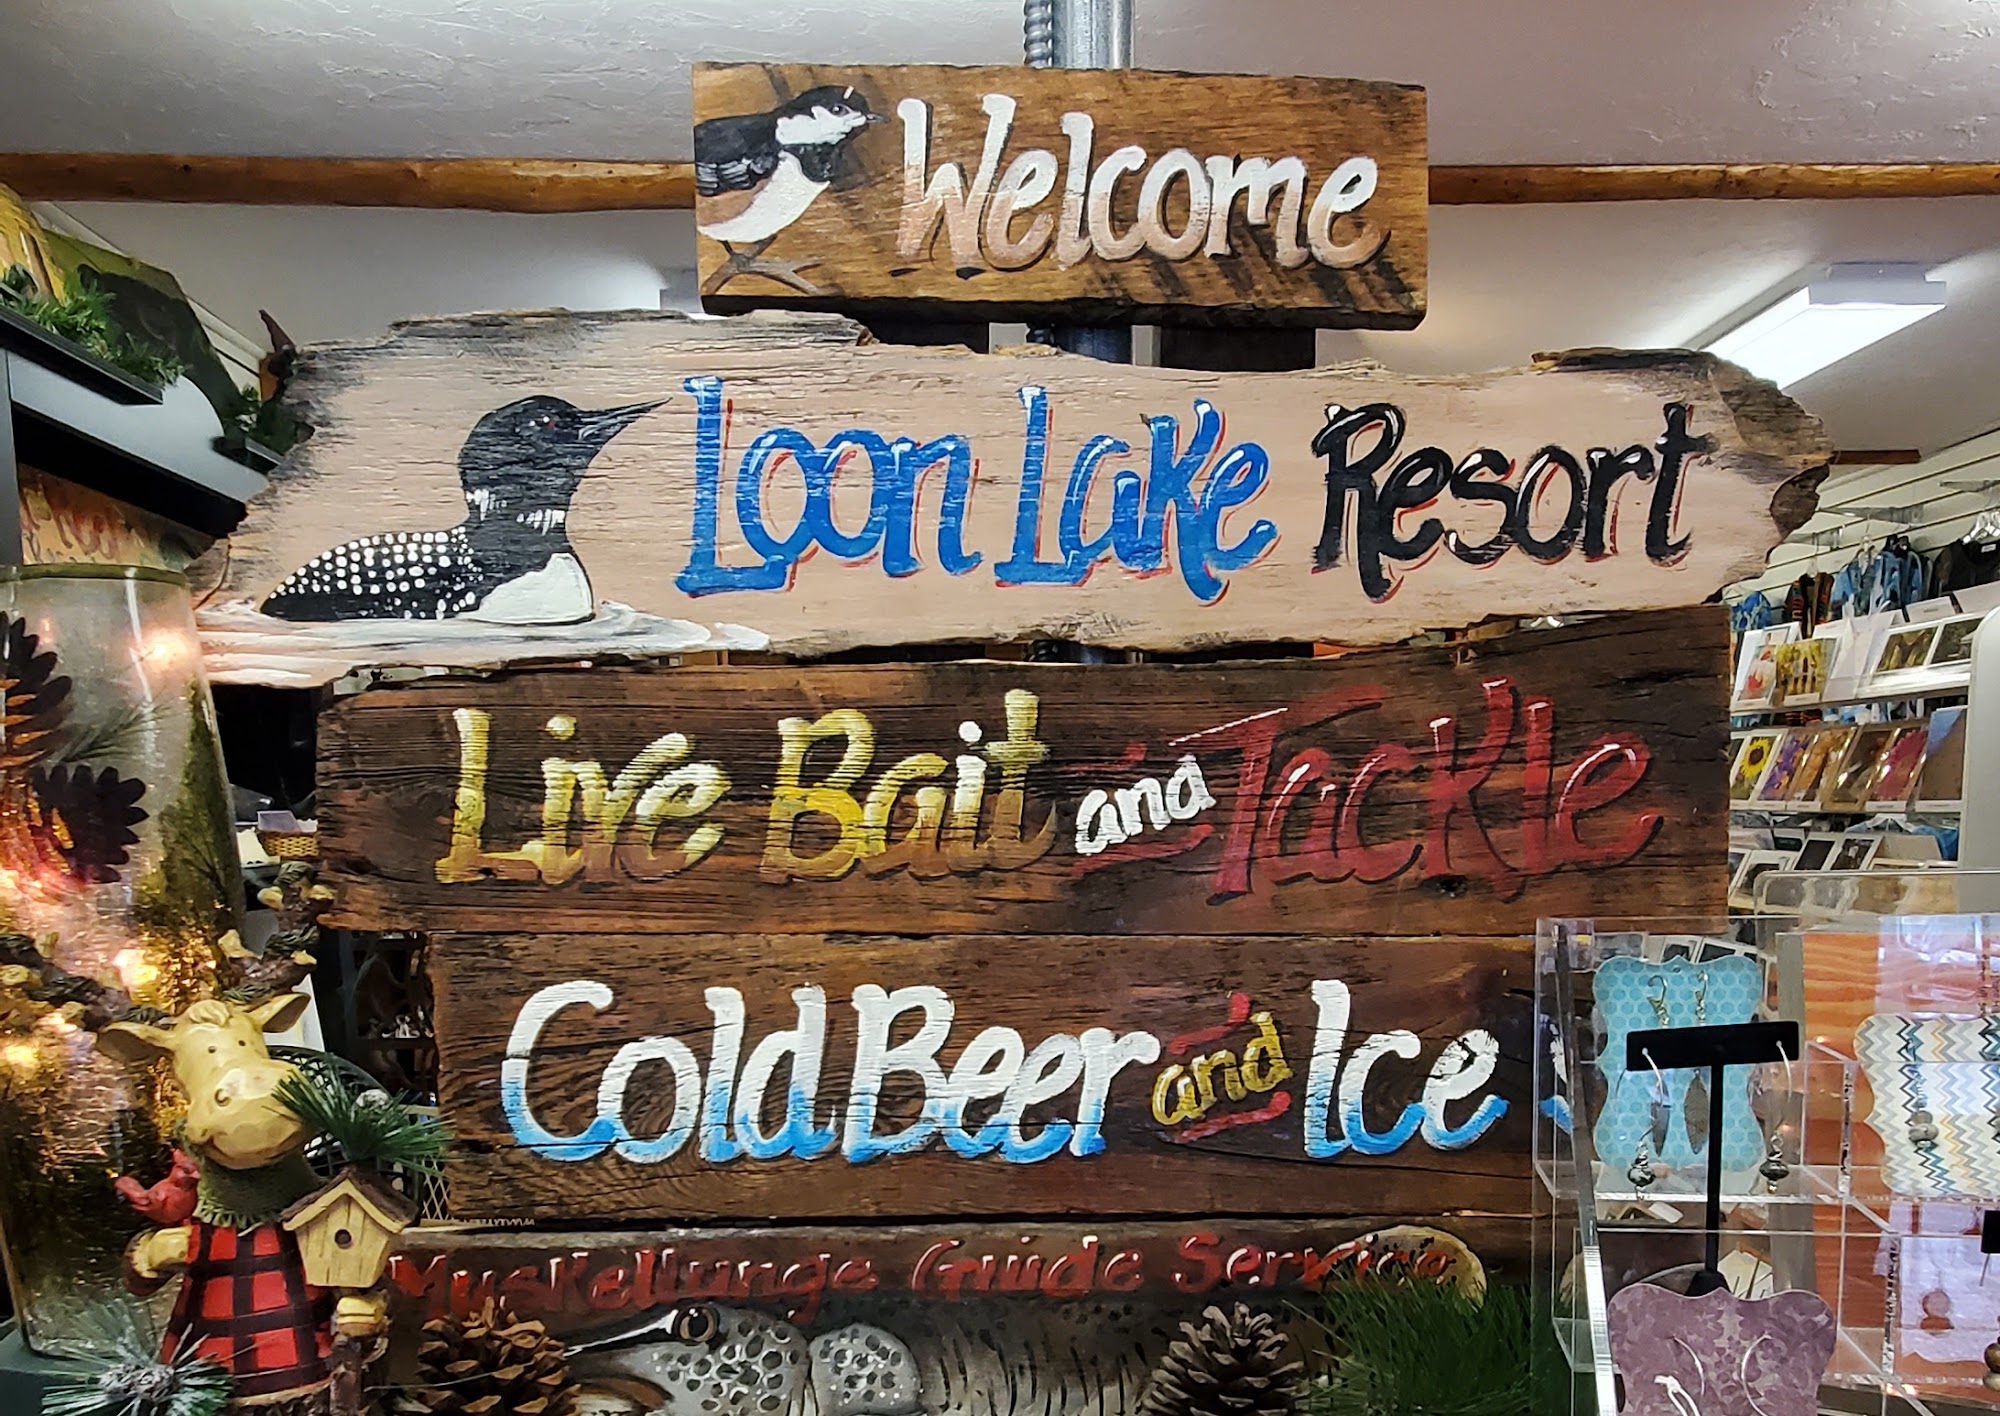 Welcome
Loon Lake Resort
Live Bait and Tackle
Cold Beer and Ice
Muskellunge Guide Service